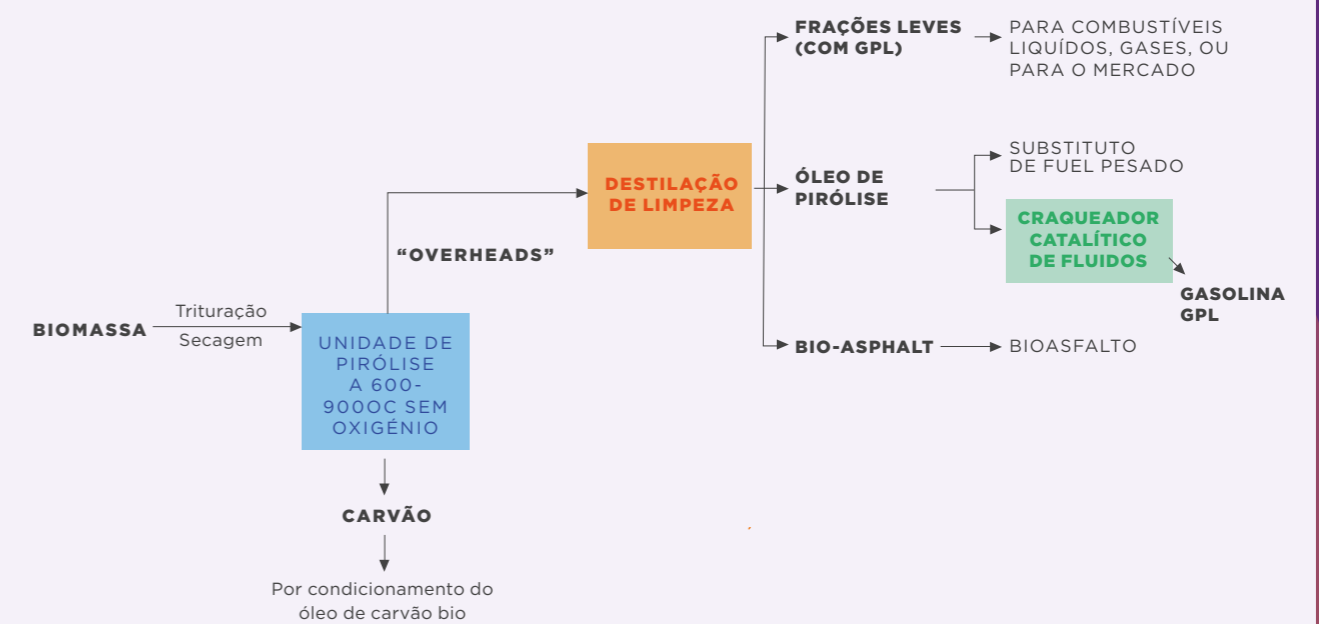 BIOMASSA
Trituração
Secagem
UNIDADE DE
PIRÓLISE
A 600-
900OC SEM
OXIGÉNIO
CARVÃO
Por condicionamento do
óleo de carvão bio
“OVERHEADS”
DESTILAÇÃO
DE LIMPEZA
FRAÇÕES LEVES
(COM GPL)
PARA COMBUSTÍVEIS
LIQUÍDOS, GASES, OU
PARA O MERCADO
ÓLEO DE
PIRÓLISE
SUBSTITUTO
DE FUEL PESADO
CRAQUEADOR
CATALÍTICO
DE FLUIDOS
GASOLINA
GPL
BIO-ASPHALT
BIOASFALTO